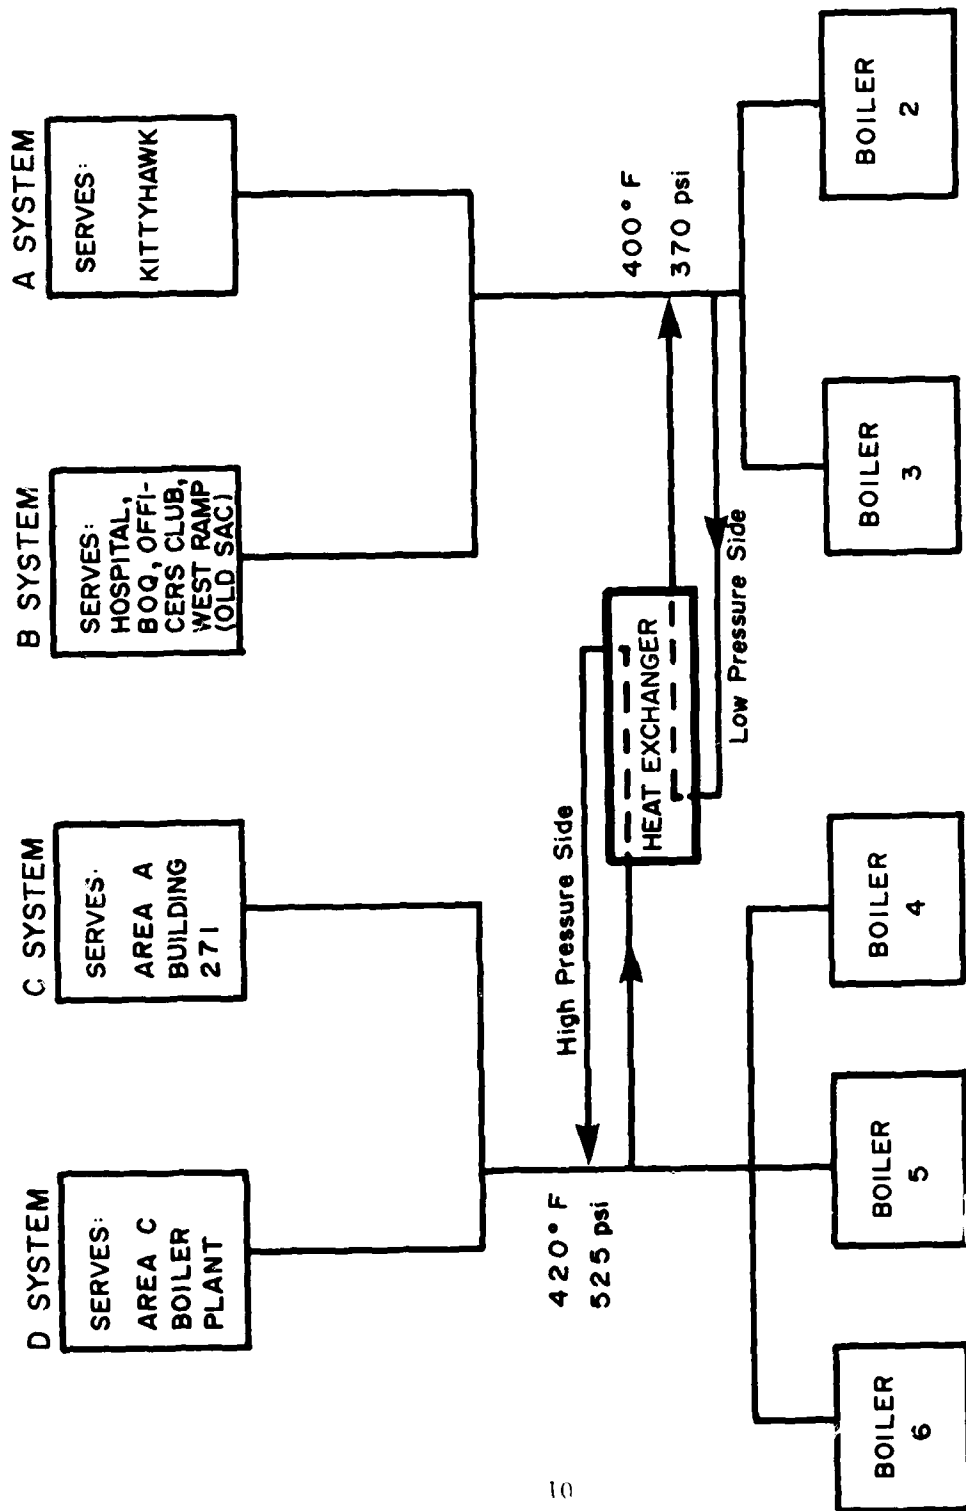 D SYSTEM
SERVES:
AREA C
BOILER
PLANT
C SYSTEM
SERVES:
AREA A
BUILDING
271
B SYSTEM
SERVES:
HOSPITAL,
BOQ, OFFI-
CERS CLUB,
WEST RAMP
(OLD SAC)
A SYSTEM
SERVES:
KITTYHAWK
420° F
525 psi
High Pressure Side
HEAT EXCHANGER
Low Pressure Side
400° F
370 psi
BOILER
6
BOILER
5
BOILER
4
BOILER
3
BOILER
2
10